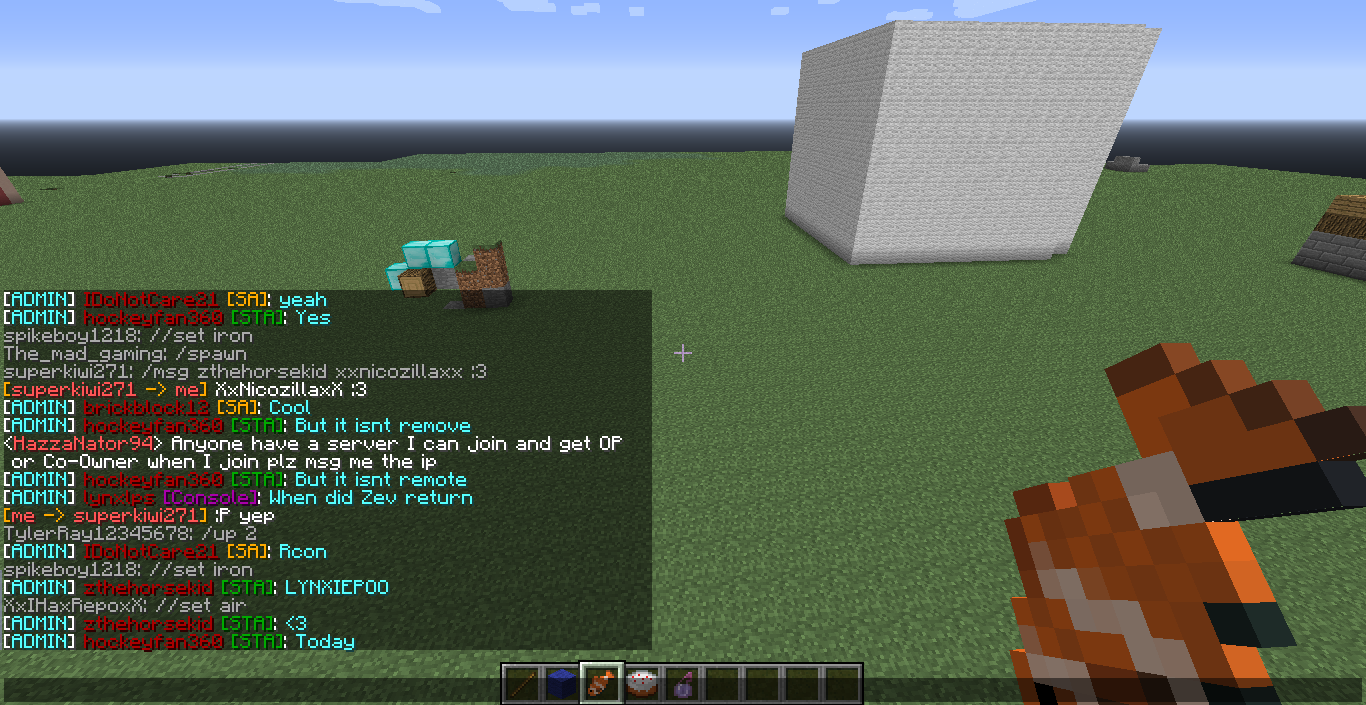 [ADMIN] IDoNotCare21 [SA]: yeah
[ADMIN] hockeyfan360 [STA]: Yes
spikeboy1218: //set iron
The_mad_gaming: /spawn
superkiwi271: /msg zthehorsekid xxnicozillaxx :3
[superkiwi271 -> me] XxNicozillaxX :3
[ADMIN] brickblock12 [SA]: Cool
[ADMIN] hockeyfan360 [STA]: But it isnt remove
<HazzaNator94> Anyone have a server I can join and get OP
or Co-Owner when I join plz msg me the ip
[ADMIN] hockeyfan360 [STA]: But it isnt remote
[ADMIN] lynxlps [Console]: When did Zev return
[me -> superkiwi271] :P yep
TylerRay12345678: /up 2
[ADMIN] IDoNotCare21 [SA]: Rcon
spikeboy1218: //set iron
[ADMIN] zthehorsekid [STA]: LYNXIEPOO
XxIHaxRepoxX: //set air
[ADMIN] zthehorsekid [STA]: <3
[ADMIN] hockeyfan360 [STA]: Today